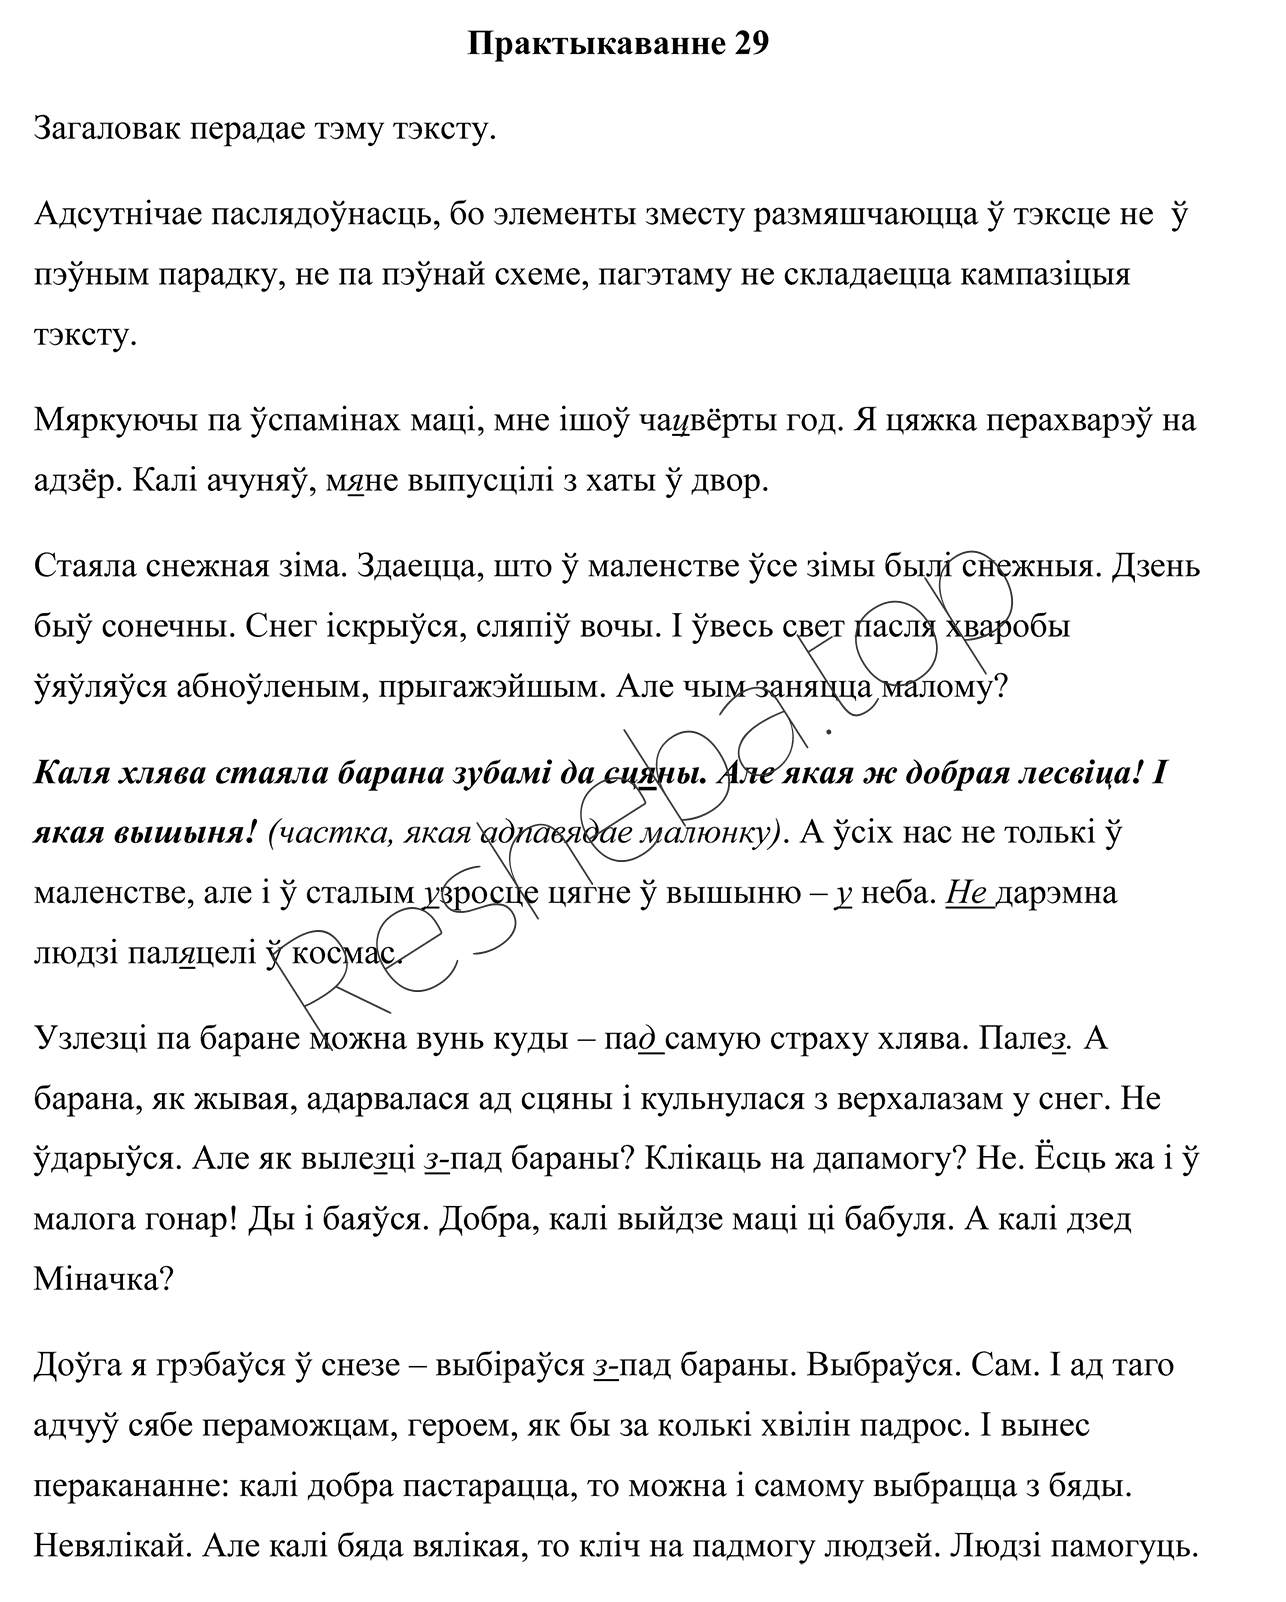 Практыкаванне 29
Загаловак перадае тэму тэксту.
Адсутнічае паслядоўнасць, бо элементы зместу размяшчаюцца ў тэксце не  ў
пэўным парадку, не па пэўнай схеме, пагэтаму не складаецца кампазіцыя
тэксту.
Мяркуючы па ўспамінах маці, мне ішоў чацвёрты год. Я цяжка перахварэў на
адзёр. Калі ачуняў, мяне выпусцілі з хаты ў двор.
Стаяла снежная зіма. Здаецца, што ў маленстве ўсе зімы былі снежныя. Дзень
быў сонечны. Снег іскрыўся, сляпіў вочы. І ўвесь свет пасля хваробы
ўяўляўся абноўленым, прыгажэйшым. Але чым заняцца малому?
Каля хлява стаяла барана зубамі да сцяны. Але якая ж добрая лесвіца! І
якая вышыня! (частка, якая адпавядае малюнку). А ўсіх нас не толькі ў
маленстве, але і ў сталым узросце цягне ў вышыню – у неба. Не дарэмна
людзі паляцелі ў космас.
Узлезці па баране можна вунь куды – пад самую страху хлява. Палез. А
барана, як жывая, адарвалася ад сцяны і кульнулася з верхалазам у снег. Не
ўдарыўся. Але як вылезці з-пад бараны? Клікаць на дапамогу? Не. Ёсць жа і ў
малога гонар! Ды і баяўся. Добра, калі выйдзе маці ці бабуля. А калі дзед
Міначка?
Доўга я грэбаўся ў снезе – выбіраўся з-пад бараны. Выбраўся. Сам. І ад таго
адчуў сябе пераможцам, героем, як бы за колькі хвілін падрос. І вынес
перакананне: калі добра пастарацца, то можна і самому выбрацца з бяды.
Невялікай. Але калі бяда вялікая, то кліч на падмогу людзей. Людзі памогуць.
Resheba.top